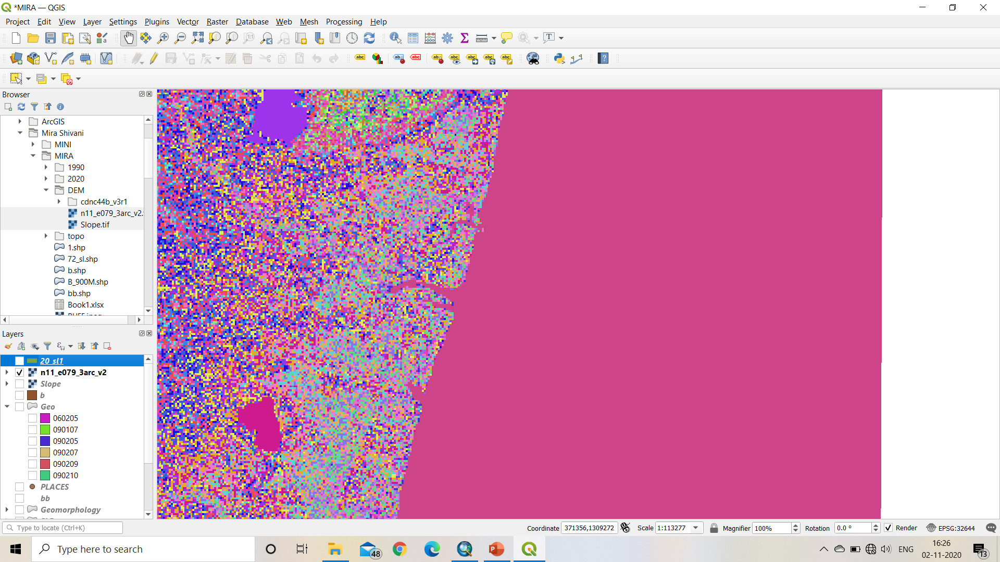 *MIRA — QGIS
Project Edit View Layer Settings Plugins Vector Raster Database Web Mesh Processing Help
Browser
ArcGIS
Mira Shivani
MINI
MIRA
1990
2020
DEM
cdnc44b_v3r1
n11_e079_3arc_v2.
Slope.tif
topo
1.shp
72_sl.shp
b.shp
B_900M.shp
bb.shp
Book1.xlsx
Layers
20_sl1
n11_e079_3arc_v2
Slope
b
Geo
060205
090107
090205
090207
090209
090210
PLACES
bb
Geomorphology
Type to locate (Ctrl+K)
Coordinate 371356,1309272 Scale 1:113277 Magnifier 100% Rotation 0.0 ° Render EPSG:32644
Type here to search
48
ENG
16:26
02-11-2020
13